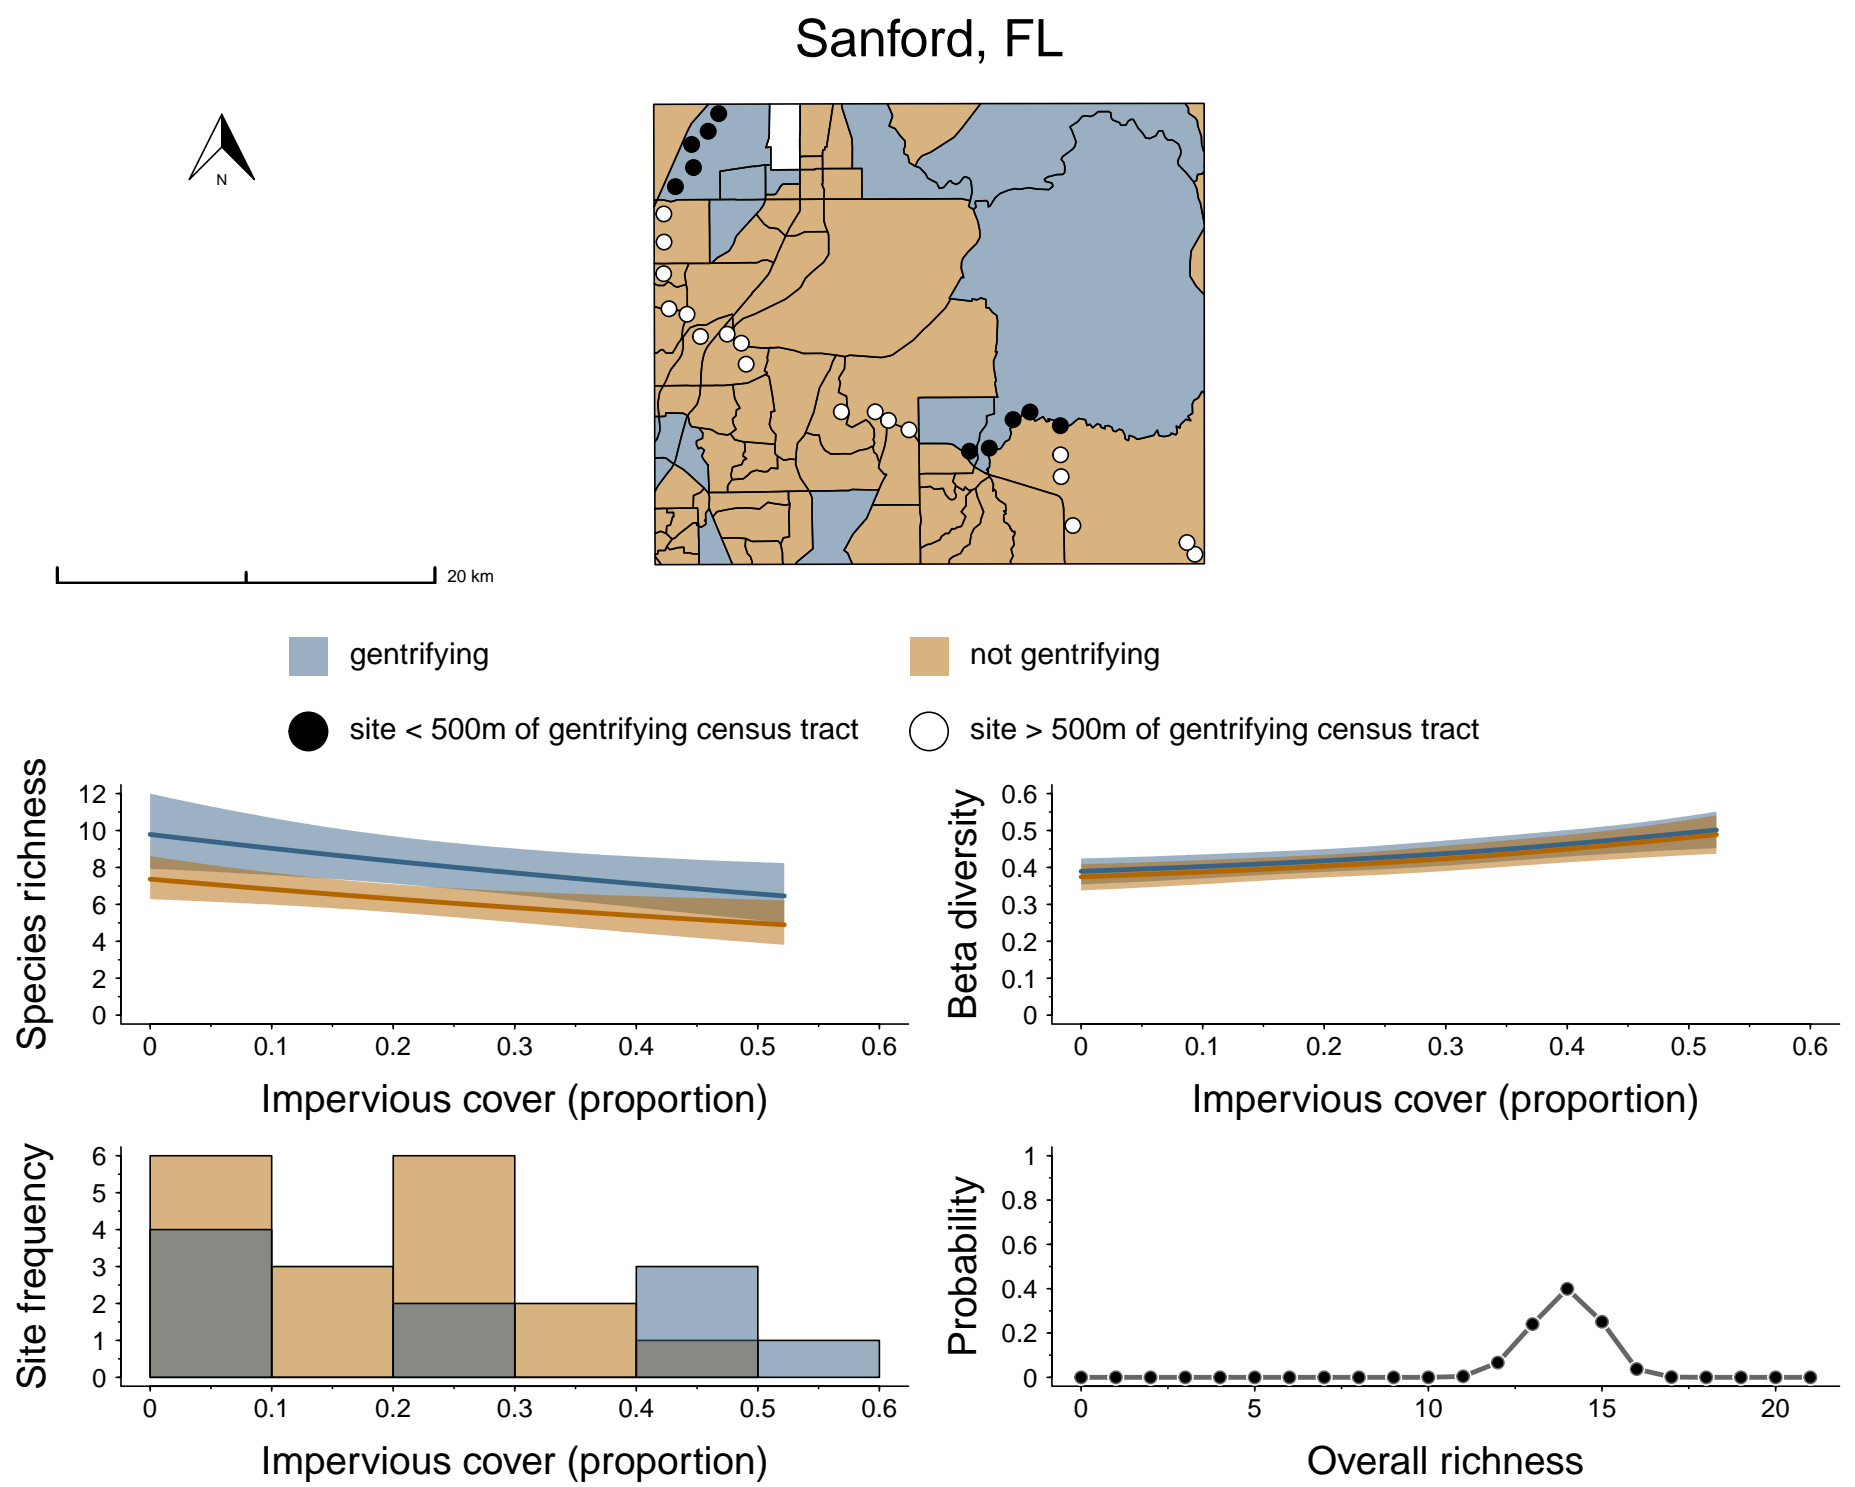 Sanford, FL
N
20 km
gentrifying
not gentrifying
site < 500m of gentrifying census tract
site > 500m of gentrifying census tract
Species richness
12
10
8
6
4
2
0
0 0.1 0.2 0.3 0.4 0.5 0.6
Impervious cover (proportion)
Beta diversity
0.6
0.5
0.4
0.3
0.2
0.1
0
0 0.1 0.2 0.3 0.4 0.5 0.6
Impervious cover (proportion)
Site frequency
6
5
4
3
2
1
0
0 0.1 0.2 0.3 0.4 0.5 0.6
Impervious cover (proportion)
Probability
1
0.8
0.6
0.4
0.2
0
0 5 10 15 20
Overall richness